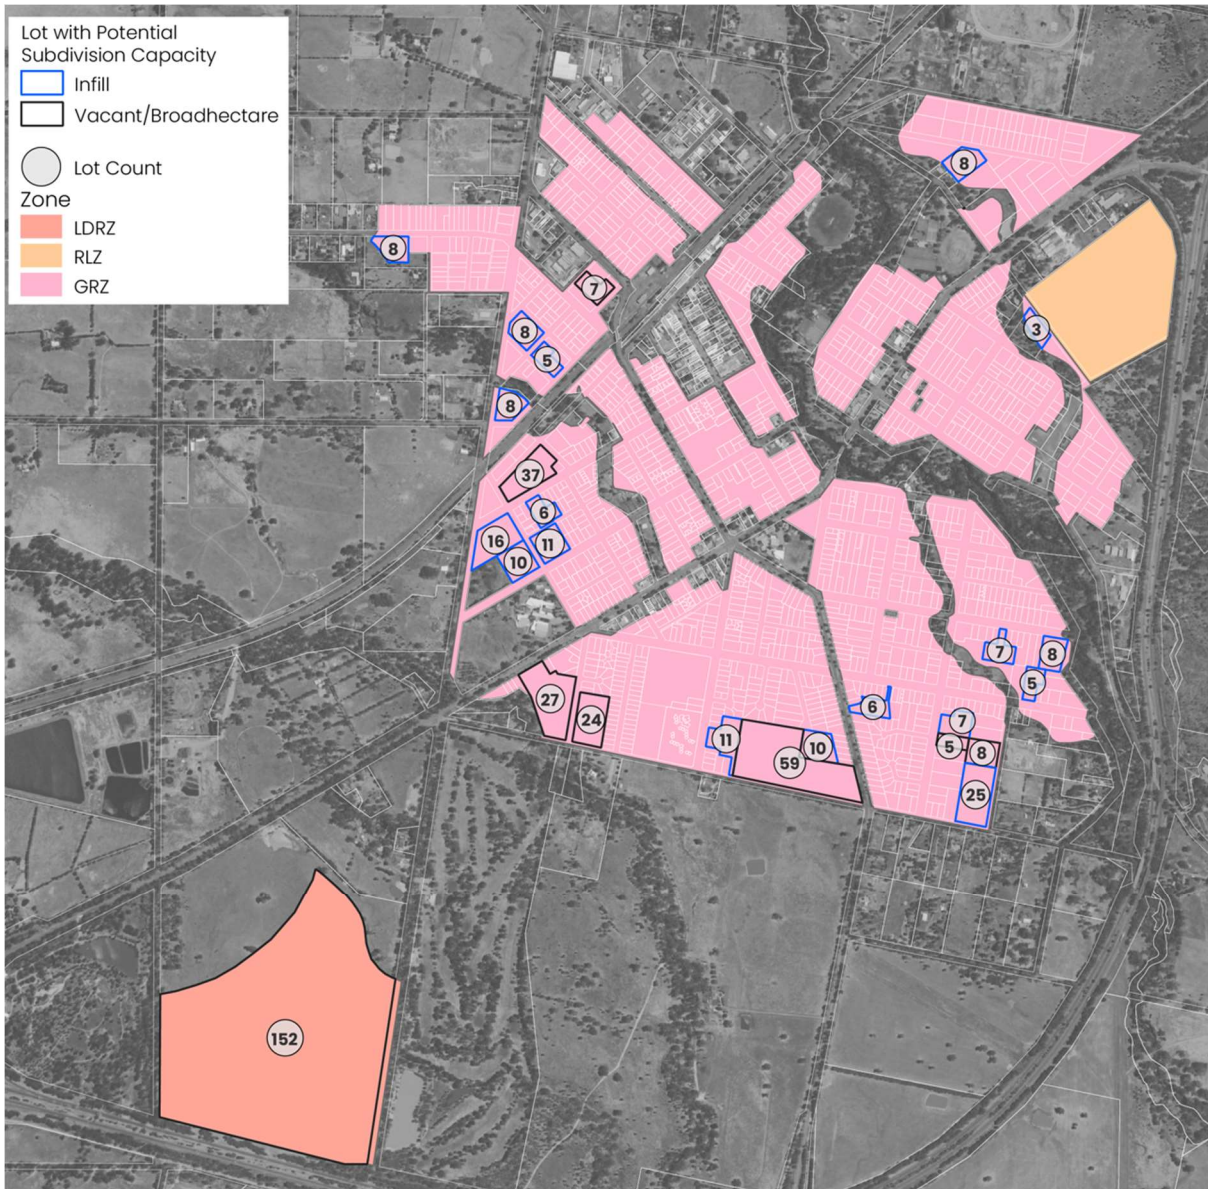 Lot with Potential
Subdivision Capacity
Infill
Vacant/Broadhectare
Lot Count
Zone
LDRZ
RLZ
GRZ
8
8
7
3
8
5
8
37
6
16
11
10
7
8
5
27
6
24
7
11
10
5
8
59
25
152